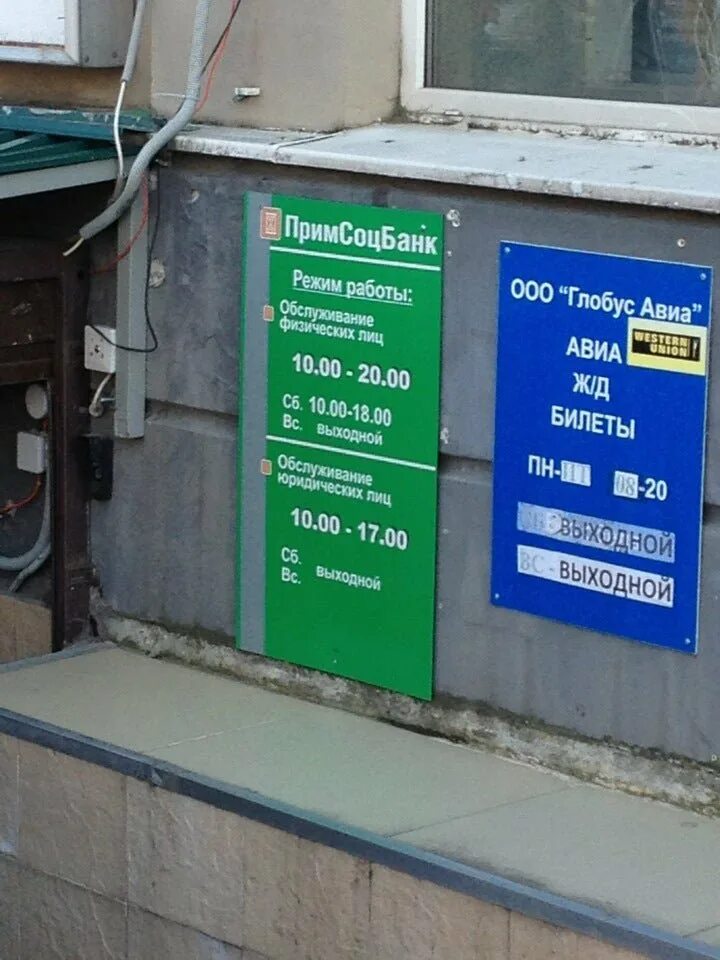 ПримСоцБанк
Режим работы:
Обслуживание
физических лиц
10.00 - 20.00
Сб. 10.00-18.00
Вс. выходной
Обслуживание
юридических лиц
10.00 - 17.00
Сб.
Вс. выходной
ООО "Глобус Авиа"
WESTERN
UNION
АВИА
Ж/Д
БИЛЕТЫ
ПН-ПТ 08-20
ВЫХОДНОЙ
ВС - ВЫХОДНОЙ